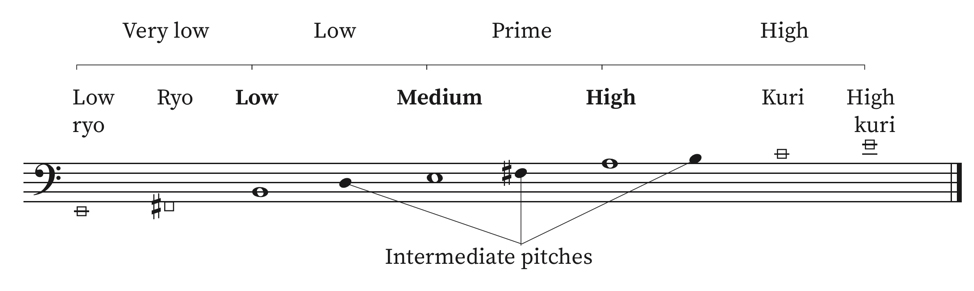 Very low Low Prime High
Low Ryo Low Medium High Kuri High
ryo kuri
Intermediate pitches